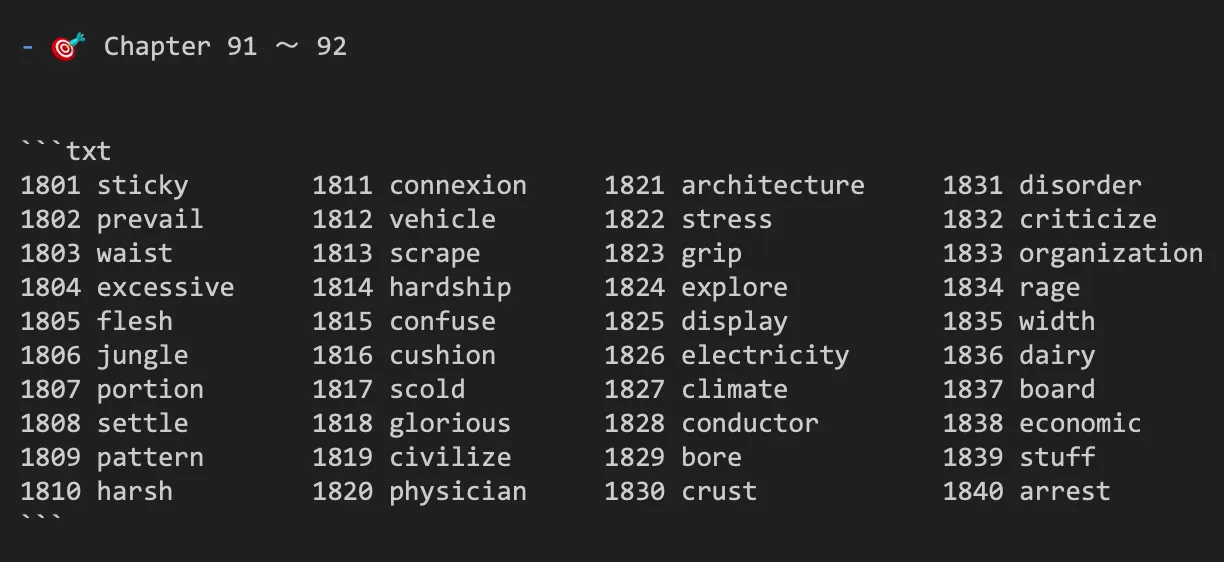 - 🎯 Chapter 91 ～ 92
```txt
1801 sticky        1811 connexion     1821 architecture     1831 disorder
1802 prevail       1812 vehicle       1822 stress           1832 criticize
1803 waist         1813 scrape        1823 grip             1833 organization
1804 excessive     1814 hardship      1824 explore          1834 rage
1805 flesh         1815 confuse       1825 display          1835 width
1806 jungle        1816 cushion       1826 electricity      1836 dairy
1807 portion       1817 scold         1827 climate          1837 board
1808 settle        1818 glorious      1828 conductor        1838 economic
1809 pattern       1819 civilize      1829 bore             1839 stuff
1810 harsh         1820 physician     1830 crust            1840 arrest
```